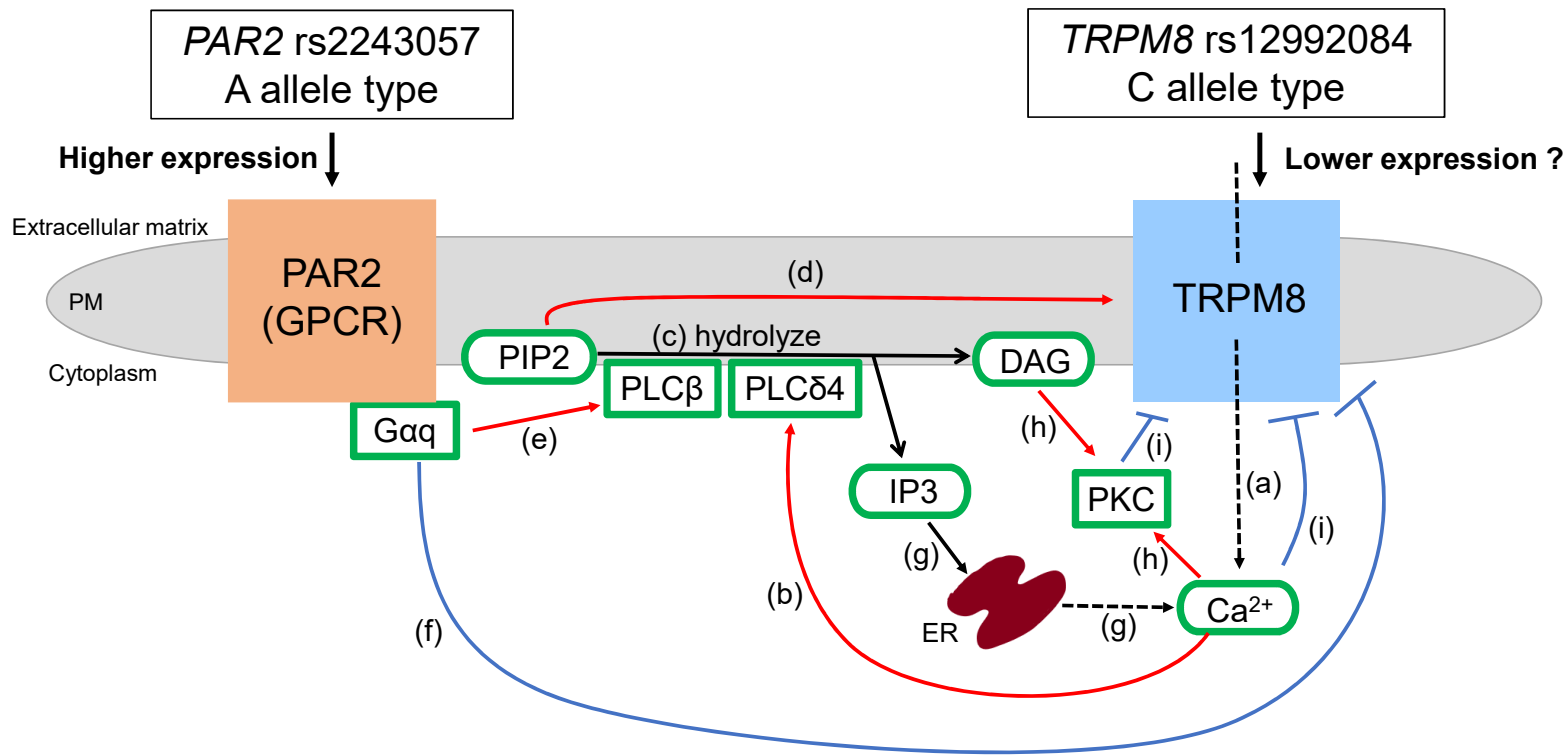 PAR2 rs2243057
A allele type
TRPM8 rs12992084
C allele type
Higher expression
Lower expression ?
Extracellular matrix
PAR2
(GPCR)
PM
Cytoplasm
TRPM8
(d)
(c) hydrolyze
PIP2
DAG
PLCβ
PLCδ4
Gαq
(e)
(h)
(i)
IP3
PKC
(a)
(i)
(g)
(h)
(b)
ER
(g)
Ca²⁺
(f)